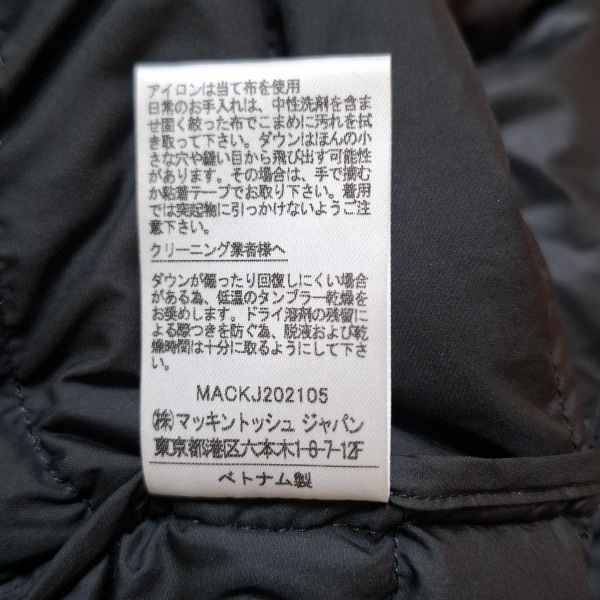 アイロンは当て布を使用
日常のお手入れは、中性洗剤を含ま
せ固く絞った布でこまめに汚れを拭
き取って下さい。ダウンはほんの小
さな穴や縫い目から飛び出す可能性
があります。その場合は、手で摘む
か粘着テープでお取り下さい。着用
では突起物に引っかけないようご注
意下さい。
クリーニング業者様へ
ダウンが偏ったり回復しにくい場合
がある為、低温のタンブラー乾燥を
お奨めします。ドライ溶剤の残留に
よる際つきを防ぐ為、脱液および乾
燥時間は十分に取るようにして下さ
い。
MACKJ202105
(株)マッキントッシュ ジャパン
東京都港区六本木1-8-7-12F
ベトナム製